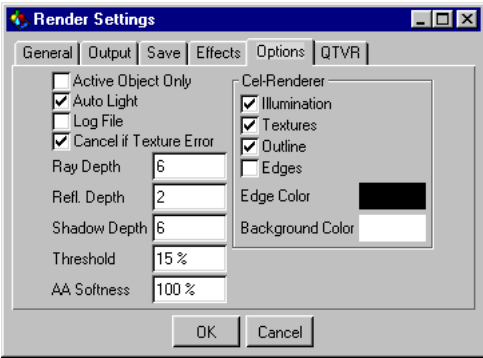 Render Settings
General Output Save Effects Options QTVR
Active Object Only
Auto Light
Log File
Cancel if Texture Error
Ray Depth 6
Refl. Depth 2
Shadow Depth 6
Threshold 15 %
AA Softness 100 %
Cel-Renderer
Illumination
Textures
Outline
Edges
Edge Color
Background Color
OK Cancel